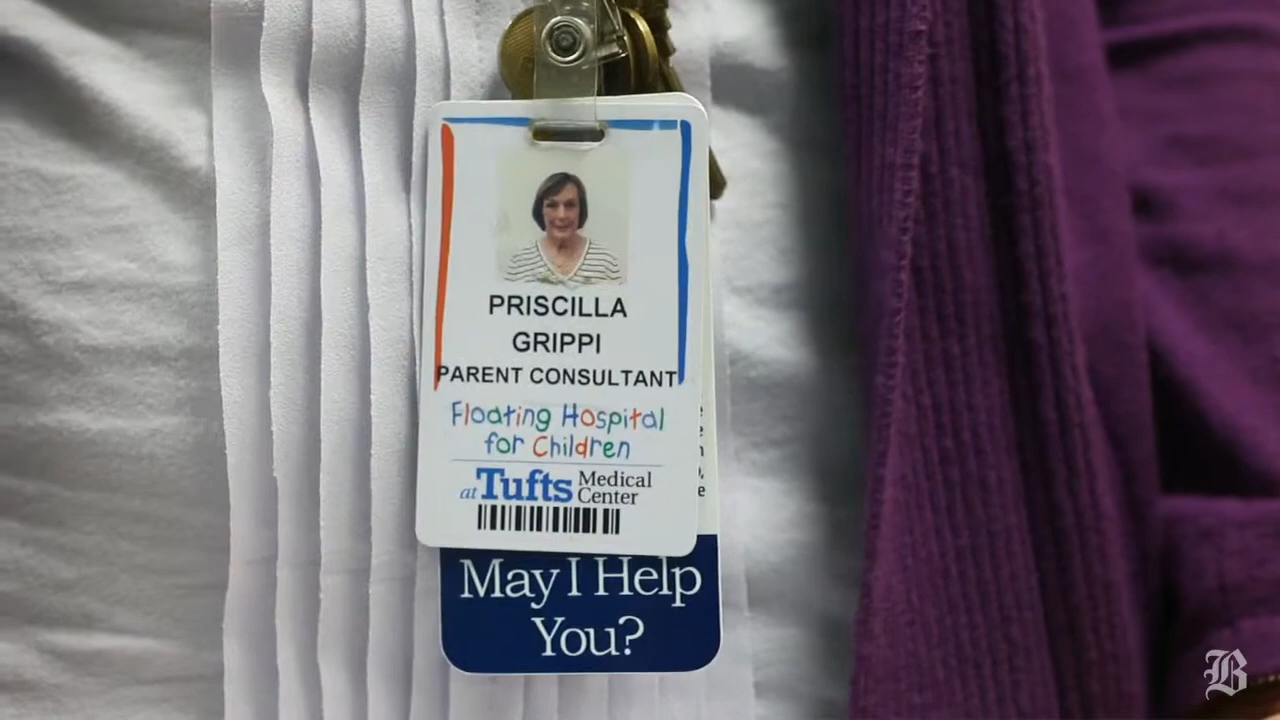 PRISCILLA
GRIPPI
PARENT CONSULTANT
Floating Hospital
for Children
at Tufts Medical Center
May I Help
You?
B